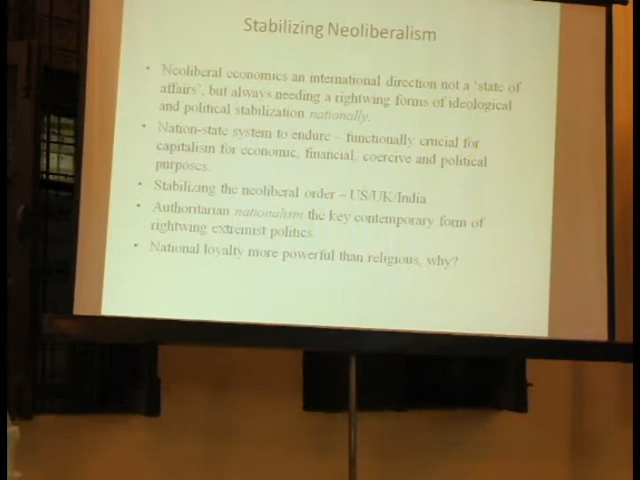 Stabilizing Neoliberalism
• Neoliberal economics an international direction not a 'state of
affairs', but always needing a rightwing forms of ideological
and political stabilization nationally.
• Nation-state system to endure – functionally crucial for
capitalism for economic, financial, coercive and political
purposes.
• Stabilizing the neoliberal order – US/UK/India
• Authoritarian nationalism the key contemporary form of
rightwing extremist politics
• National loyalty more powerful than religious, why?